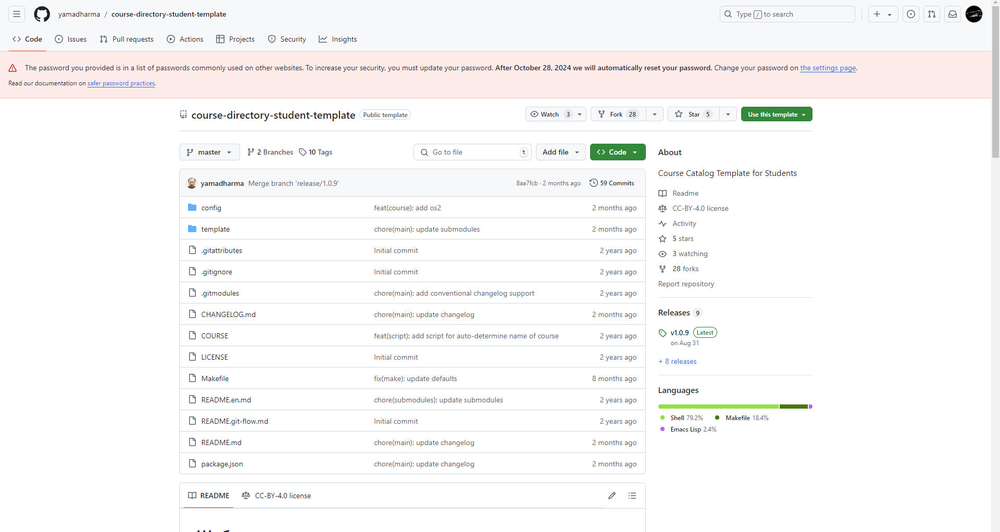 yamadharma / course-directory-student-template
Type / to search
Code Issues Pull requests Actions Projects Security Insights
The password you provided is in a list of passwords commonly used on other websites. To increase your security, you must update your password. After October 28, 2024 we will automatically reset your password. Change your password on the settings page.
Read our documentation on safer password practices.
course-directory-student-template Public template
Watch 3 Fork 28 Star 5 Use this template
master 2 Branches 10 Tags Go to file t Add file Code
yamadharma Merge branch 'release/1.0.9' 8aa7fcb · 2 months ago 59 Commits
config feat(course): add os2 2 months ago
template chore(main): update submodules 2 months ago
.gitattributes Initial commit 2 years ago
.gitignore Initial commit 2 years ago
.gitmodules chore(main): add conventional changelog support 2 years ago
CHANGELOG.md chore(main): update changelog 2 months ago
COURSE feat(script): add script for auto-determine name of course 2 years ago
LICENSE Initial commit 2 years ago
Makefile fix(make): update defaults 8 months ago
README.en.md chore(submodules): update submodules 2 years ago
README.git-flow.md Initial commit 2 years ago
README.md chore(main): update changelog 2 months ago
package.json chore(main): update changelog 2 months ago
README CC-BY-4.0 license
About
Course Catalog Template for Students
Readme
CC-BY-4.0 license
Activity
5 stars
3 watching
28 forks
Report repository
Releases 9
v1.0.9 Latest
on Aug 31
+ 8 releases
Languages
Shell 79.2% Makefile 18.4%
Emacs Lisp 2.4%